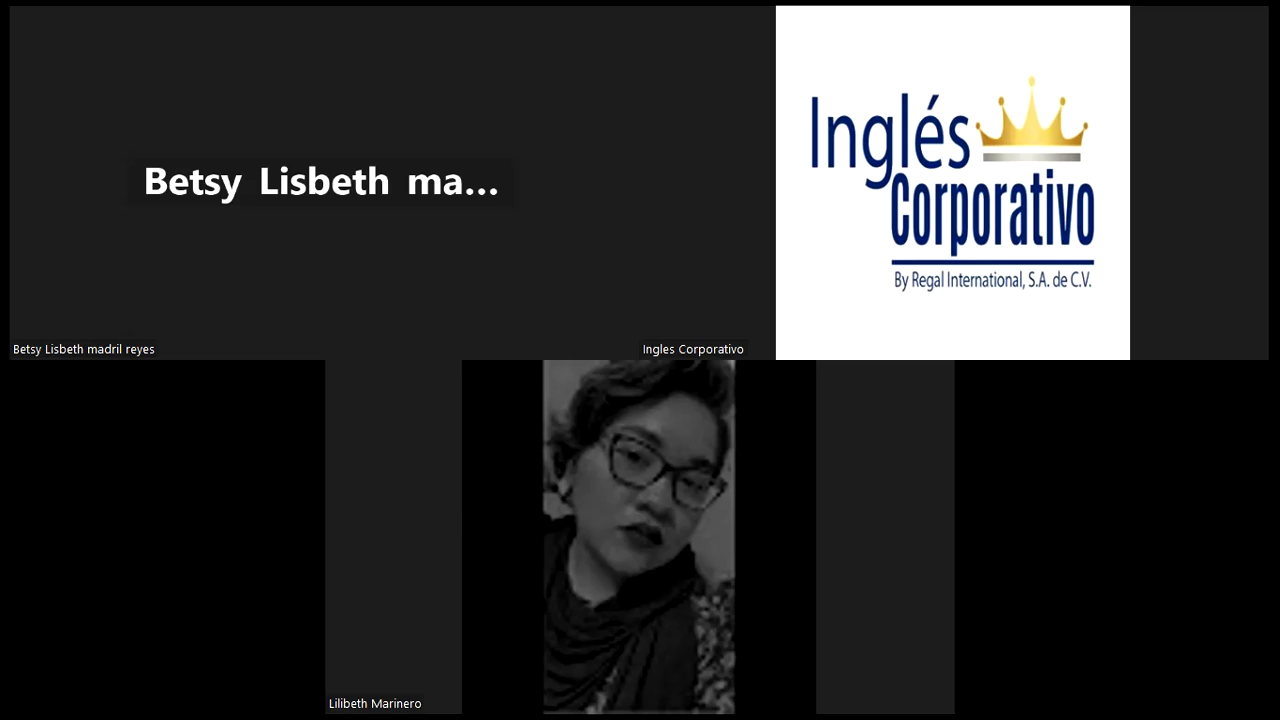 Betsy Lisbeth ma...
Betsy Lisbeth madril reyes
Inglés
Corporativo
By Regal International, S.A. de C.V.
Ingles Corporativo
Lilibeth Marinero